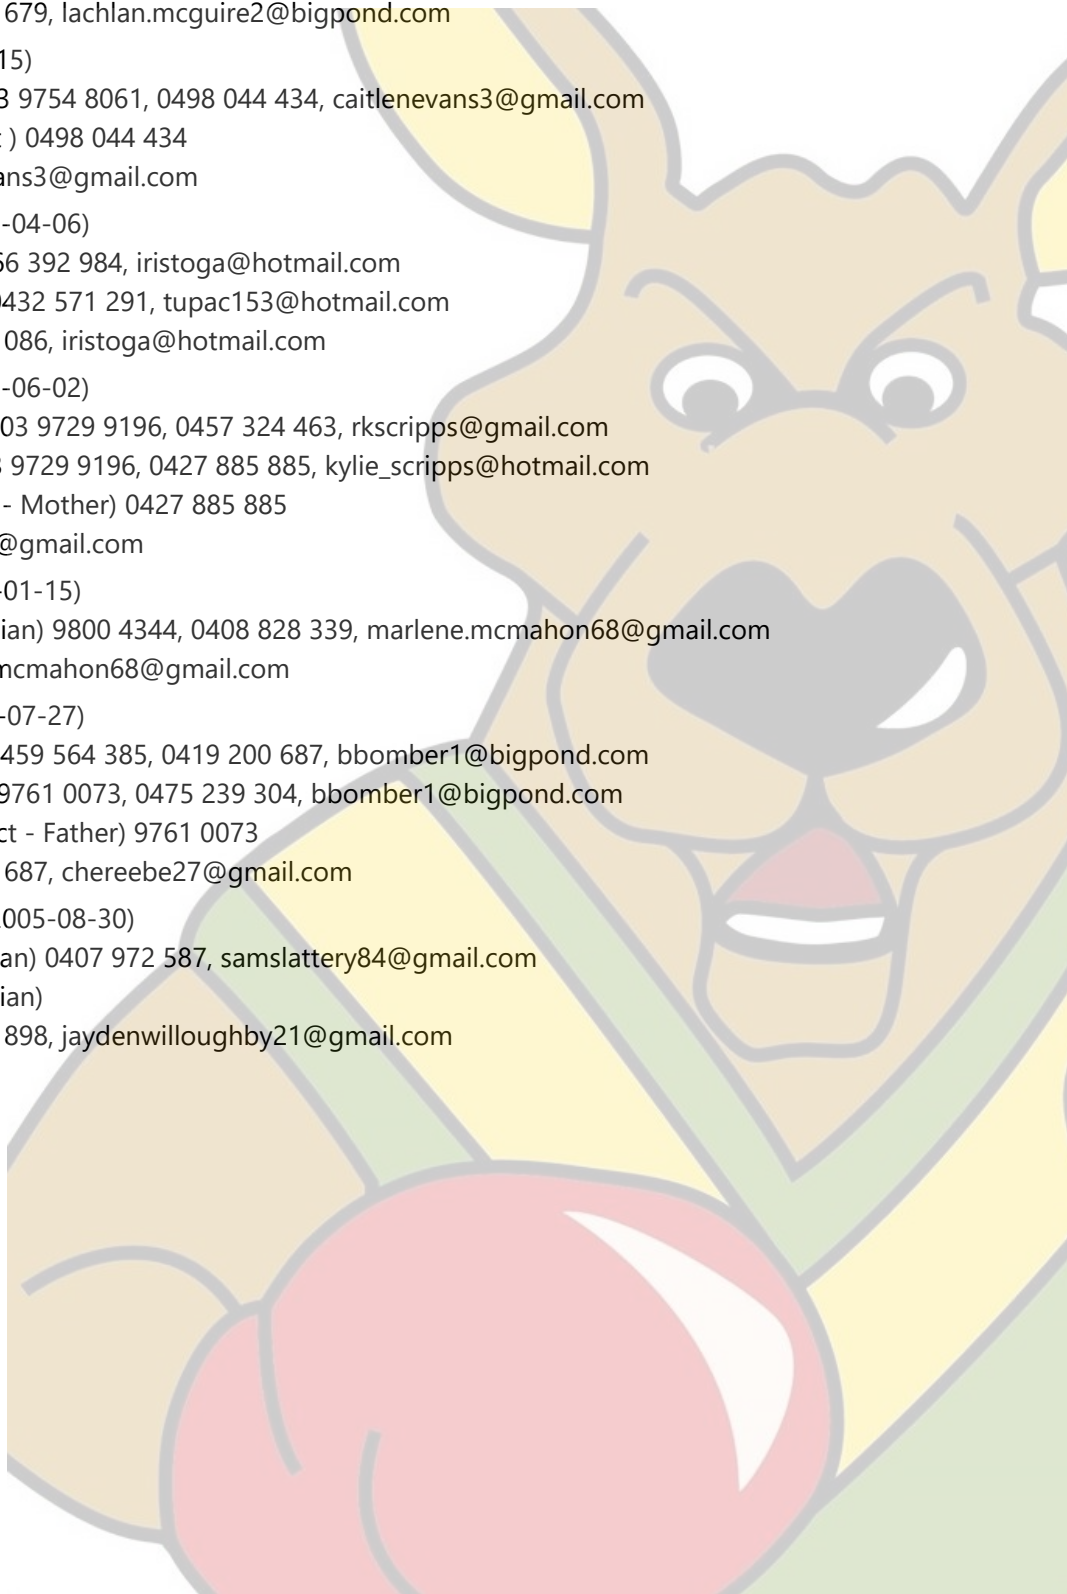 679, lachlan.mcguire2@bigpond.com
15)
3 9754 8061, 0498 044 434, caitlenevans3@gmail.com
) 0498 044 434
ans3@gmail.com
-04-06)
66 392 984, iristoga@hotmail.com
0432 571 291, tupac153@hotmail.com
086, iristoga@hotmail.com
-06-02)
03 9729 9196, 0457 324 463, rkscripps@gmail.com
9729 9196, 0427 885 885, kylie_scripps@hotmail.com
- Mother) 0427 885 885
@gmail.com
-01-15)
ian) 9800 4344, 0408 828 339, marlene.mcmahon68@gmail.com
mcmahon68@gmail.com
-07-27)
459 564 385, 0419 200 687, bbomber1@bigpond.com
9761 0073, 0475 239 304, bbomber1@bigpond.com
ct - Father) 9761 0073
687, chereebe27@gmail.com
005-08-30)
an) 0407 972 587, samslattery84@gmail.com
ian)
898, jaydenwilloughby21@gmail.com